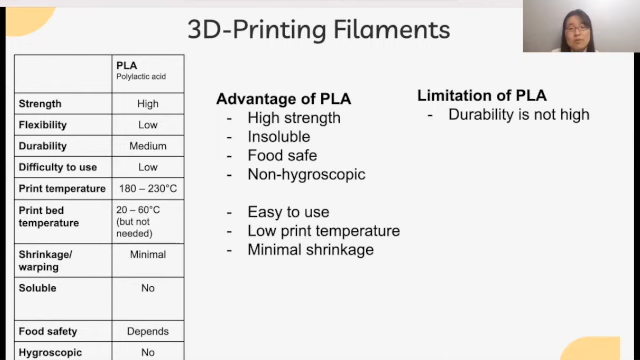 3D-Printing Filaments
PLA
Polylactic acid
Strength High
Flexibility Low
Durability Medium
Difficulty to use Low
Print temperature 180 – 230°C
Print bed temperature 20 – 60°C (but not needed)
Shrinkage/ warping Minimal
Soluble No
Food safety Depends
Hygroscopic No
Advantage of PLA
- High strength
- Insoluble
- Food safe
- Non-hygroscopic
- Easy to use
- Low print temperature
- Minimal shrinkage
Limitation of PLA
- Durability is not high